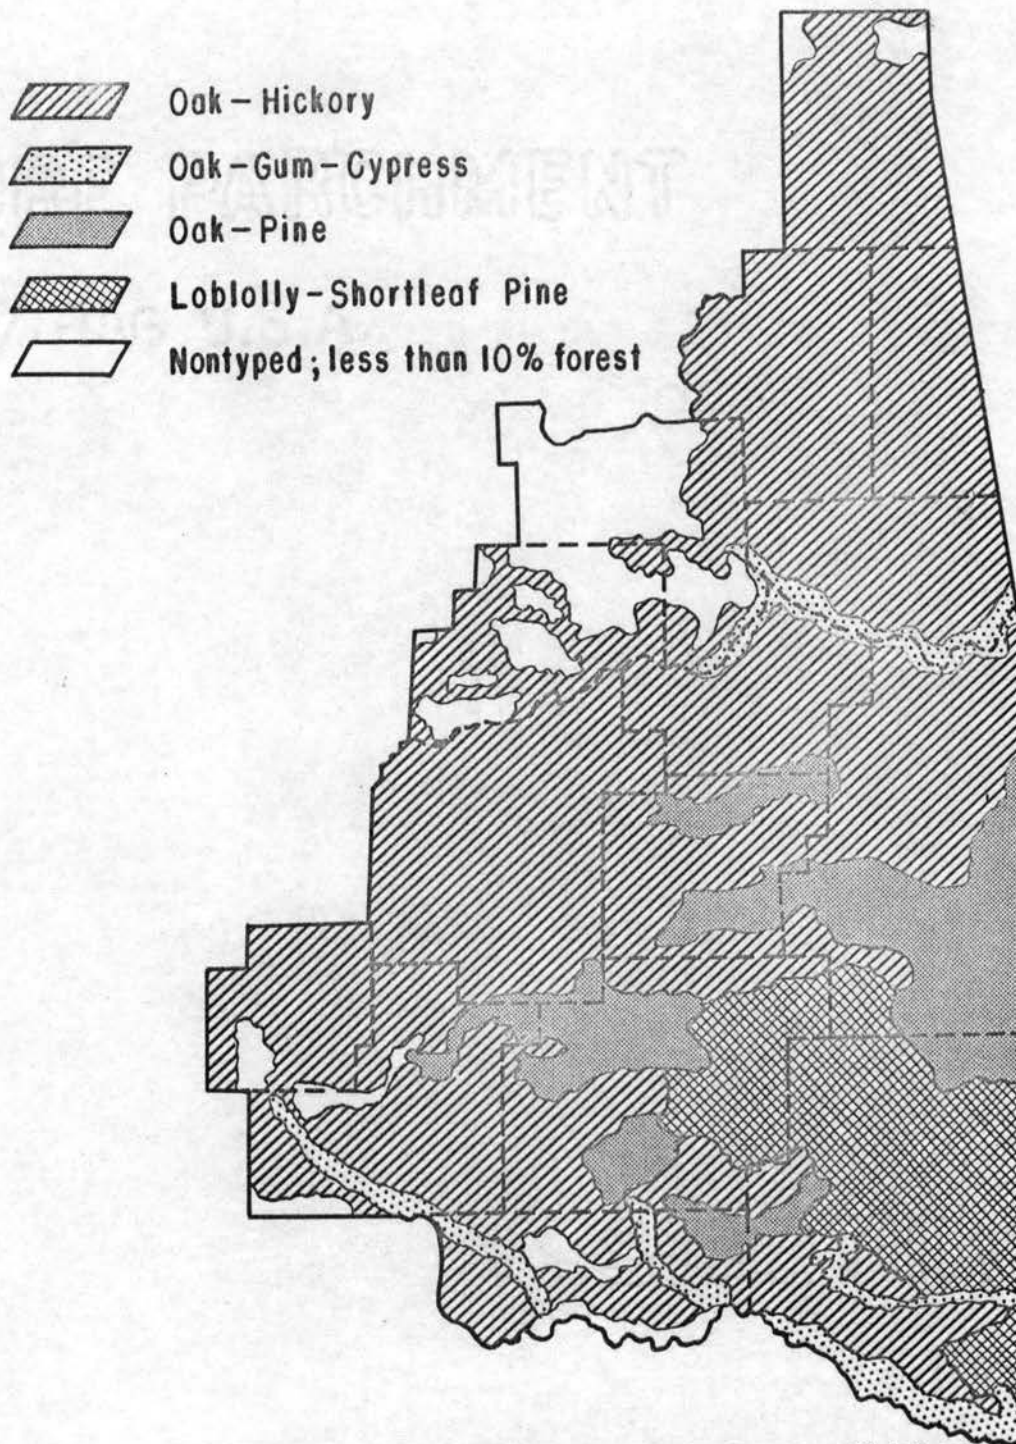 Oak-Hickory
Oak-Gum-Cypress
Oak-Pine
Loblolly-Shortleaf Pine
Nontyped; less than 10% forest